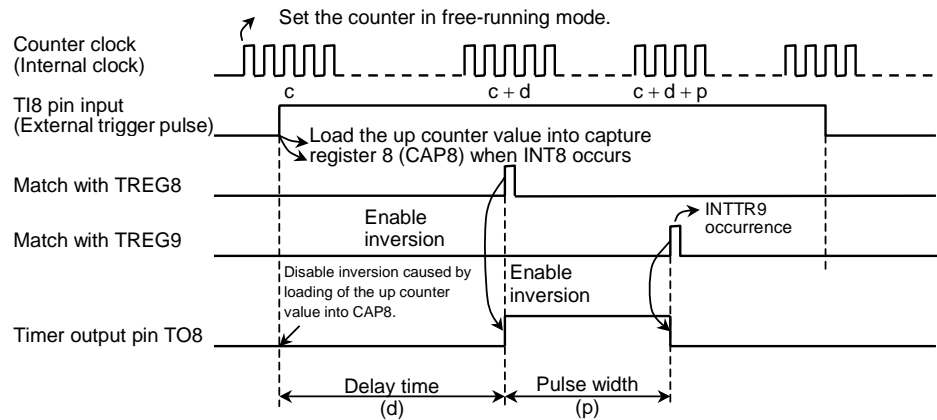 Set the counter in free-running mode.
Counter clock
(Internal clock)
c
c + d
c + d + p
TI8 pin input
(External trigger pulse)
Load the up counter value into capture
register 8 (CAP8) when INT8 occurs
Match with TREG8
Enable
inversion
INTTR9
occurrence
Match with TREG9
Disable inversion caused by
loading of the up counter
value into CAP8.
Enable
inversion
Timer output pin TO8
Delay time
(d)
Pulse width
(p)